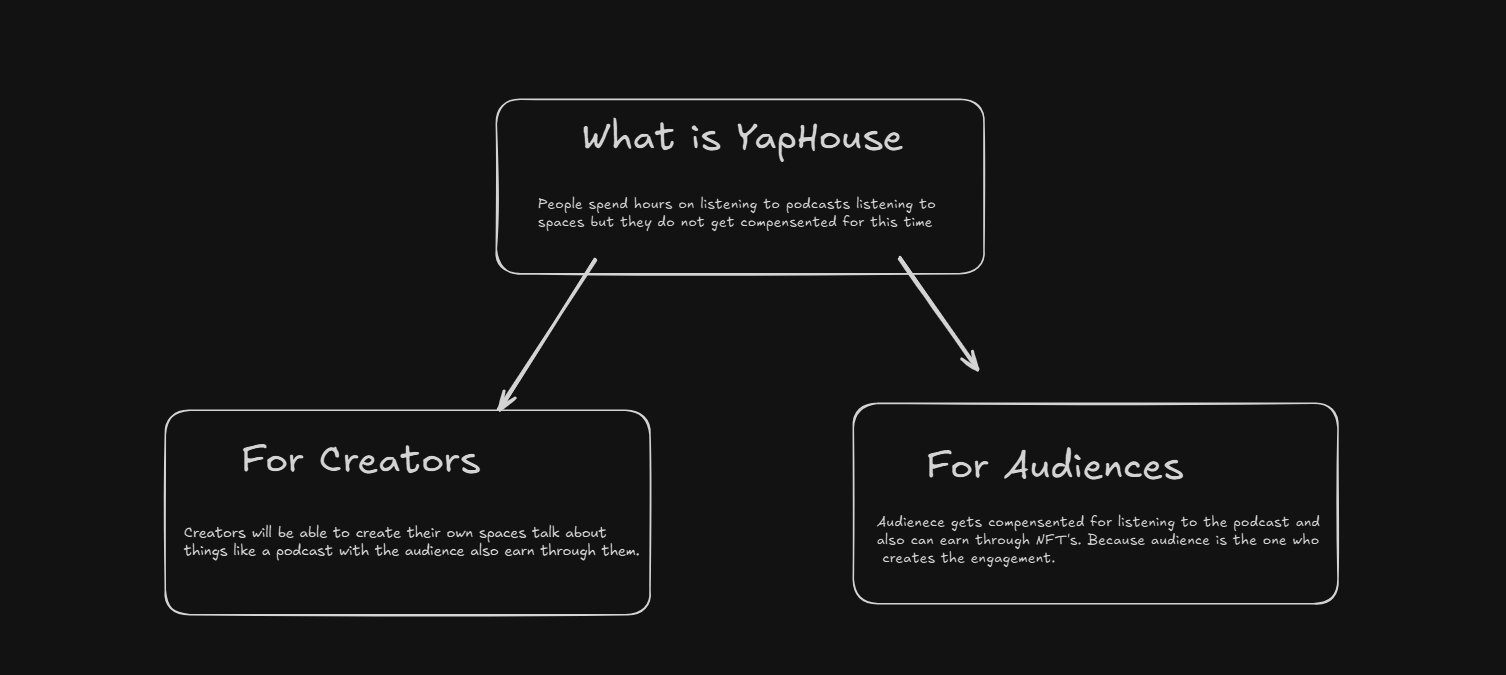 What is YapHouse
People spend hours on listening to podcasts listening to
spaces but they do not get compensented for this time
For Creators
Creators will be able to create their own spaces talk about
things like a podcast with the audience also earn through them.
For Audiences
Audienece gets compensented for listening to the podcast and
also can earn through NFT's. Because audience is the one who
creates the engagement.